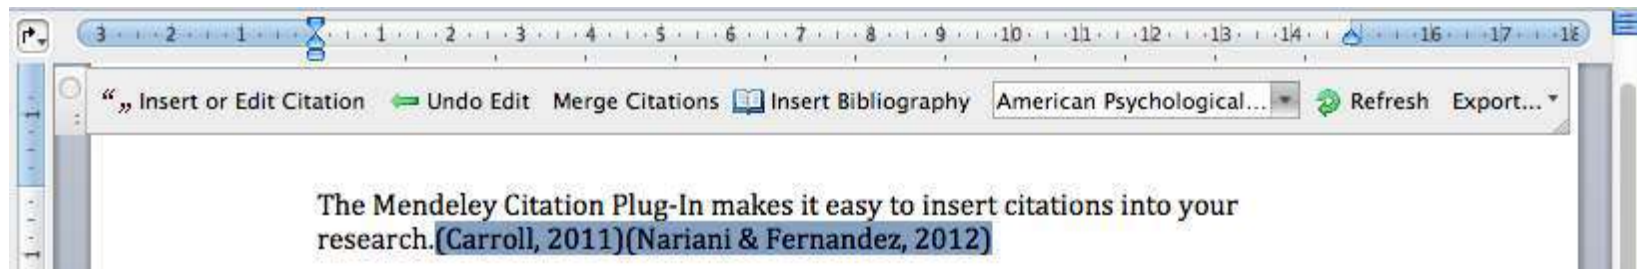 3 2 1 1 2 3 4 5 6 7 8 9 10 11 12 13 14 16 17 18
“ „ Insert or Edit Citation Undo Edit Merge Citations Insert Bibliography American Psychological... Refresh Export...
The Mendeley Citation Plug-In makes it easy to insert citations into your
research.(Carroll, 2011)(Nariani & Fernandez, 2012)
1
1